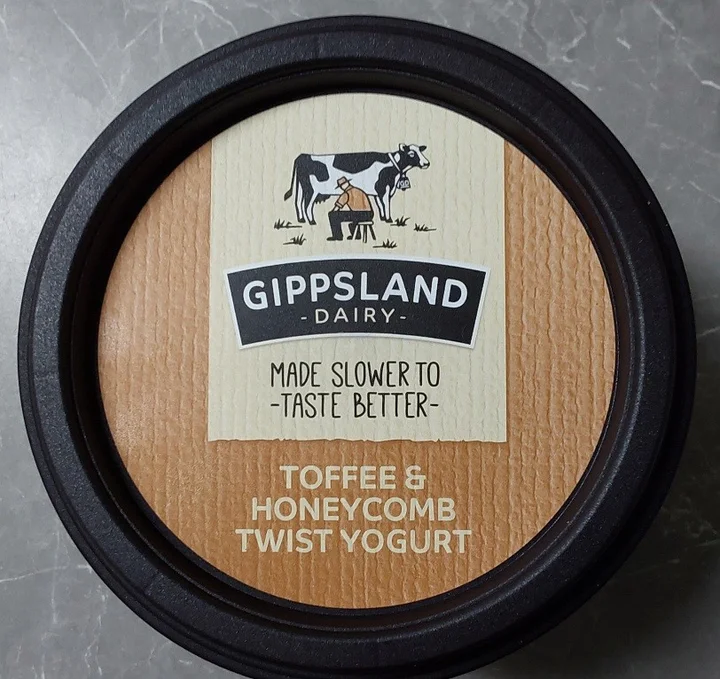 GIPPSLAND
-DAIRY-
MADE SLOWER TO
-TASTE BETTER-
TOFFEE &
HONEYCOMB
TWIST YOGURT